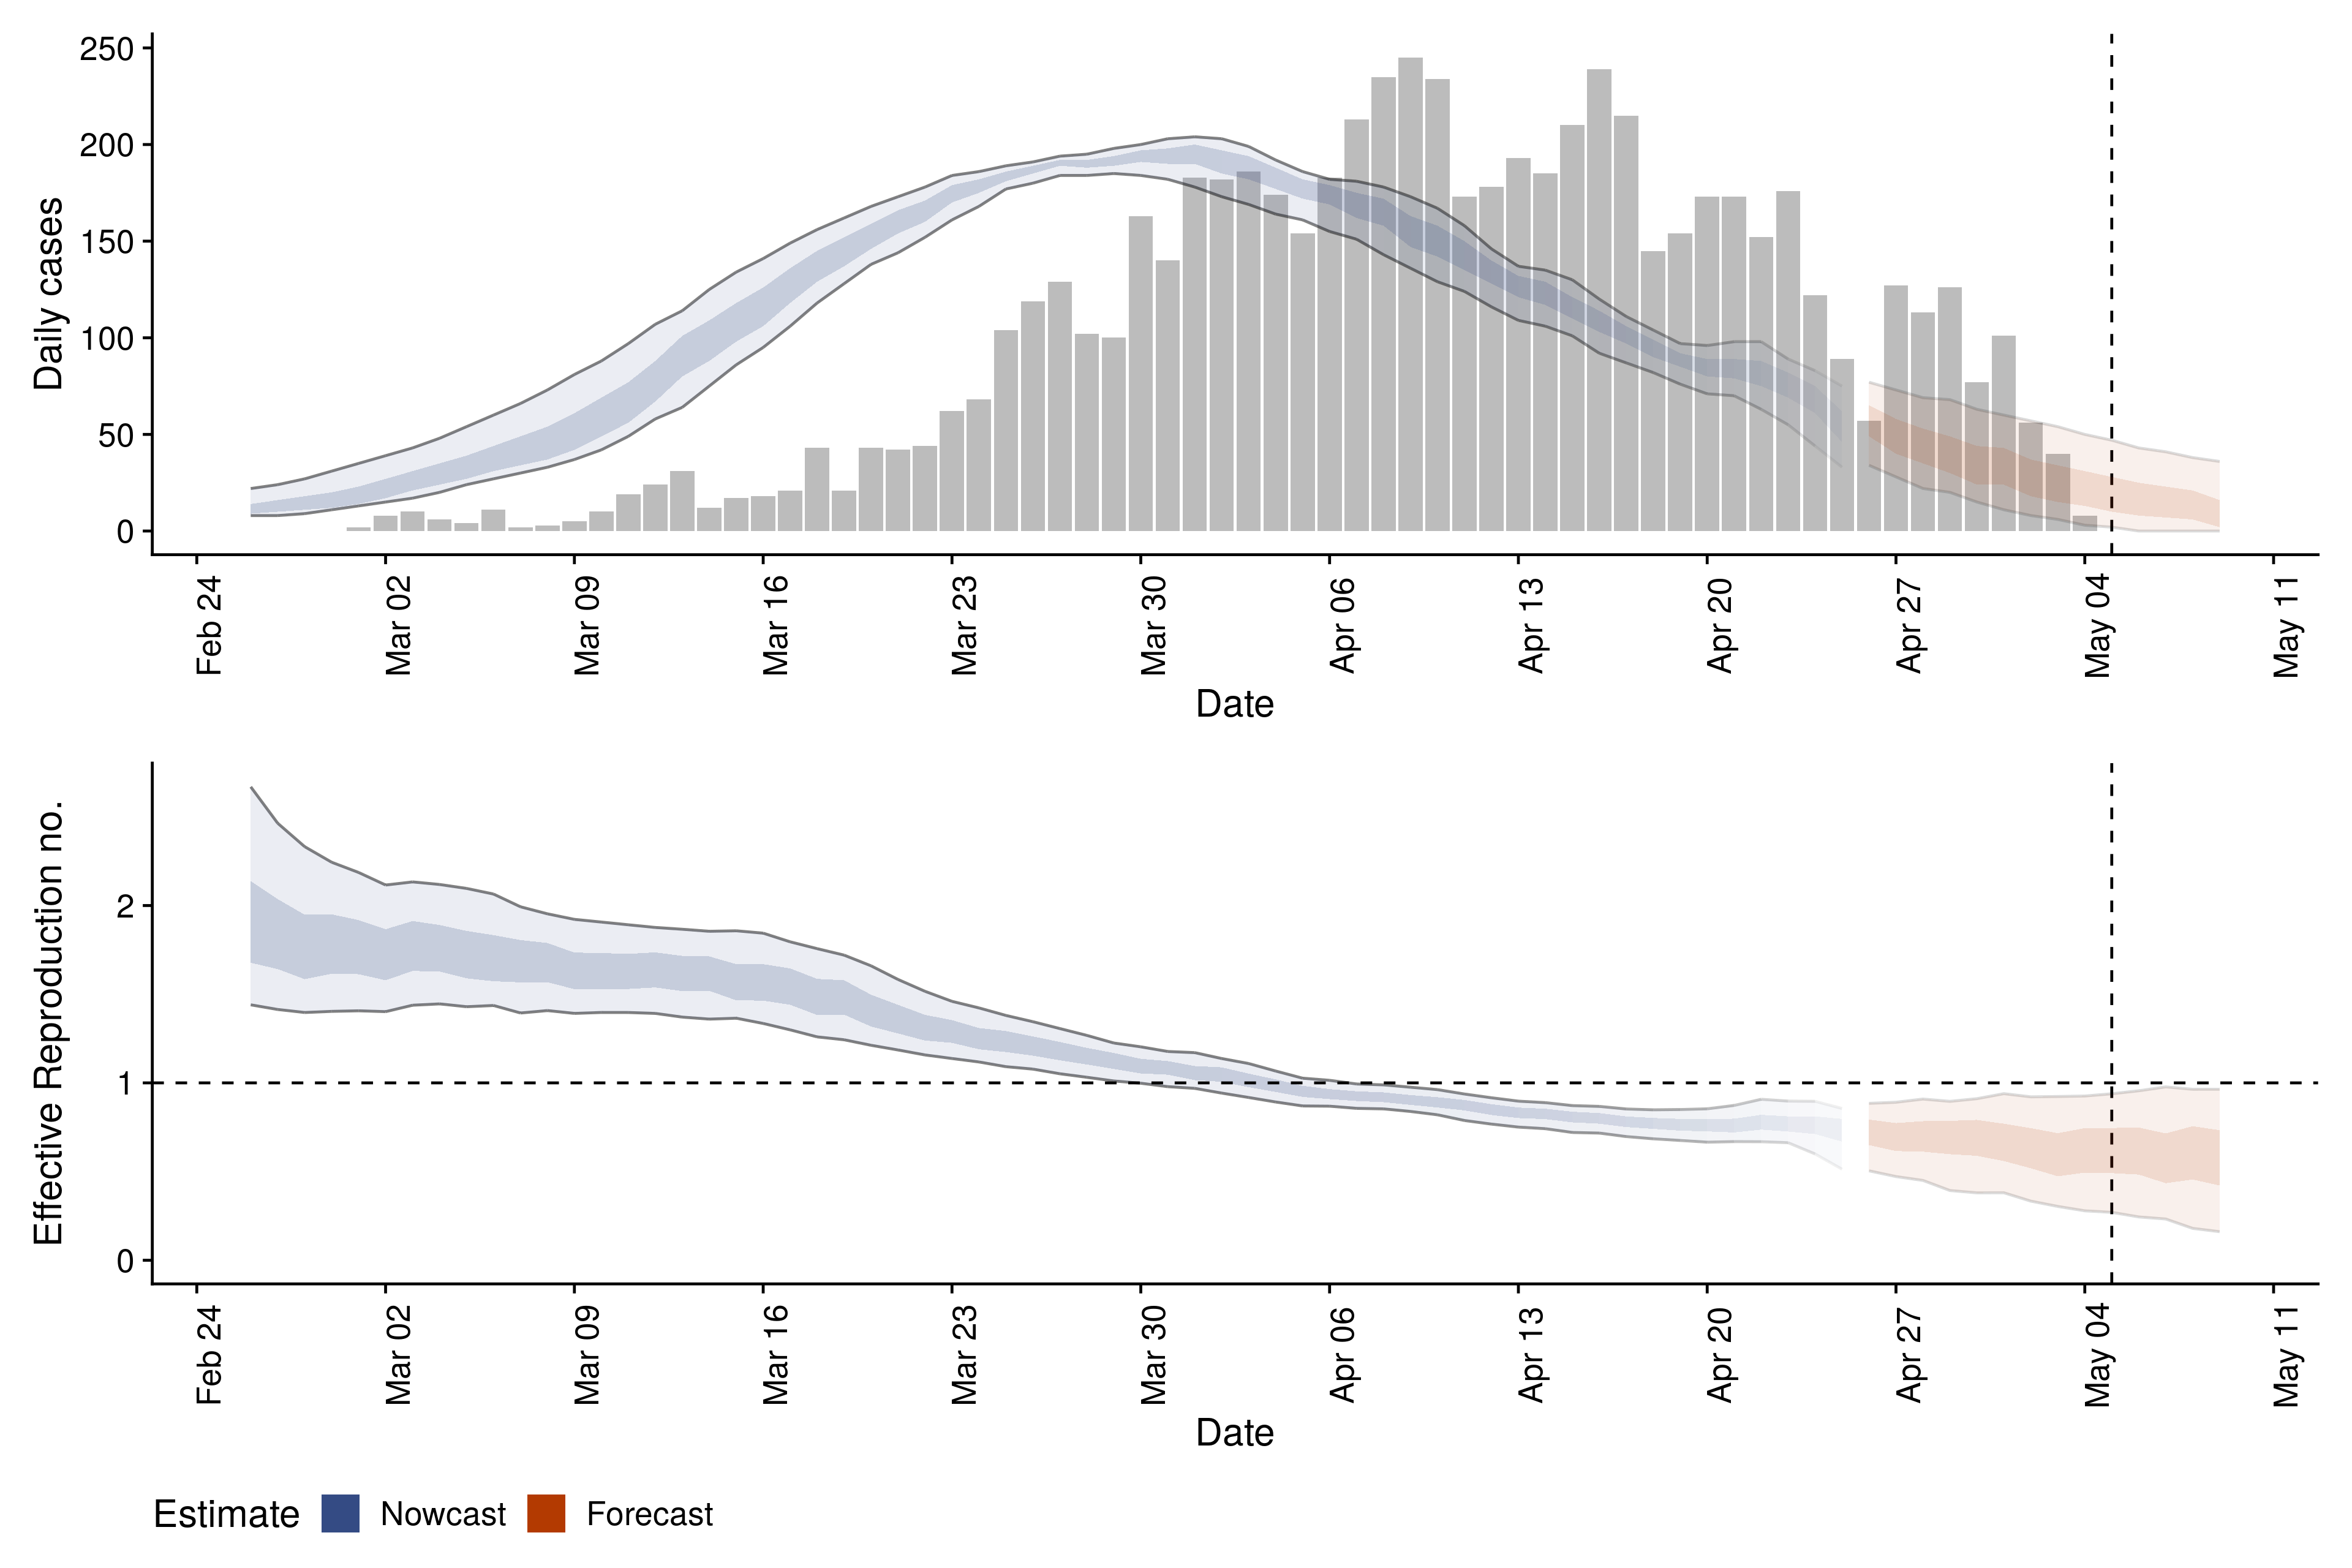 Daily cases
250
200
150
100
50
0
Feb 24
Mar 02
Mar 09
Mar 16
Mar 23
Mar 30
Apr 06
Apr 13
Apr 20
Apr 27
May 04
May 11
Date
Effective Reproduction no.
2
1
0
Feb 24
Mar 02
Mar 09
Mar 16
Mar 23
Mar 30
Apr 06
Apr 13
Apr 20
Apr 27
May 04
May 11
Date
Estimate Nowcast Forecast